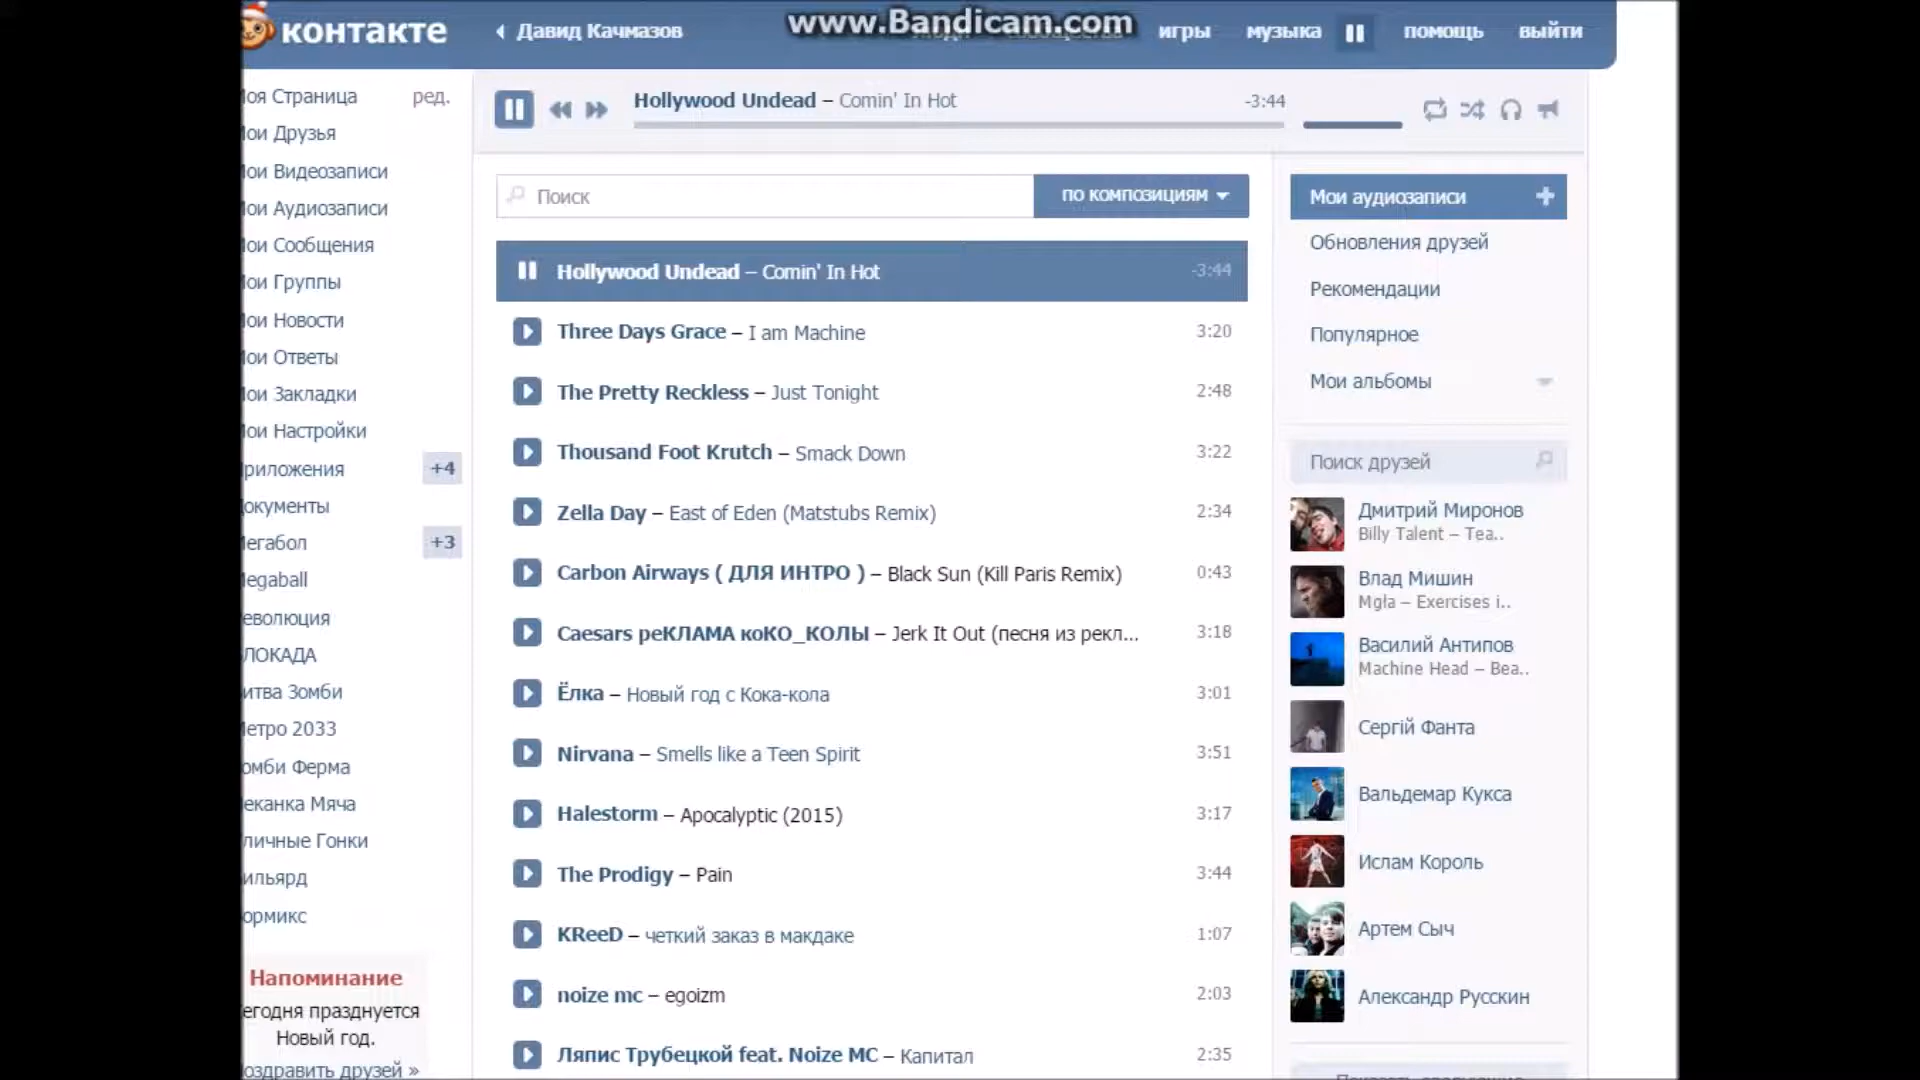 контакте
Давид Качмазов
www.Bandicam.com
игры
музыка
помощь
выйти
оя Страница
ред.
ои Друзья
ои Видеозаписи
ои Аудиозаписи
ои Сообщения
ои Группы
ои Новости
ои Ответы
ои Закладки
ои Настройки
риложения
+4
окументы
егабол
+3
egaball
еволюция
ЛОКАДА
итва Зомби
етро 2033
омби Ферма
еканка Мяча
личные Гонки
ильярд
ормикс
Напоминание
егодня празднуется
Новый год.
оздравить друзей »
Hollywood Undead – Comin' In Hot
-3:44
Поиск
по композициям
Hollywood Undead – Comin' In Hot
-3:44
Three Days Grace – I am Machine
3:20
The Pretty Reckless – Just Tonight
2:48
Thousand Foot Krutch – Smack Down
3:22
Zella Day – East of Eden (Matstubs Remix)
2:34
Carbon Airways ( ДЛЯ ИНТРО ) – Black Sun (Kill Paris Remix)
0:43
Caesars реКЛАМА коКО_КОЛЫ – Jerk It Out (песня из рекл...
3:18
Ёлка – Новый год с Кока-кола
3:01
Nirvana – Smells like a Teen Spirit
3:51
Halestorm – Apocalyptic (2015)
3:17
The Prodigy – Pain
3:44
KReeD – четкий заказ в макдаке
1:07
noize mc – egoizm
2:03
Ляпис Трубецкой feat. Noize MC – Капитал
2:35
Мои аудиозаписи
Обновления друзей
Рекомендации
Популярное
Мои альбомы
Поиск друзей
Дмитрий Миронов
Billy Talent – Tea..
Влад Мишин
Mgła – Exercises i..
Василий Антипов
Machine Head – Bea..
Сергій Фанта
Вальдемар Кукса
Ислам Король
Артем Сыч
Александр Русскин